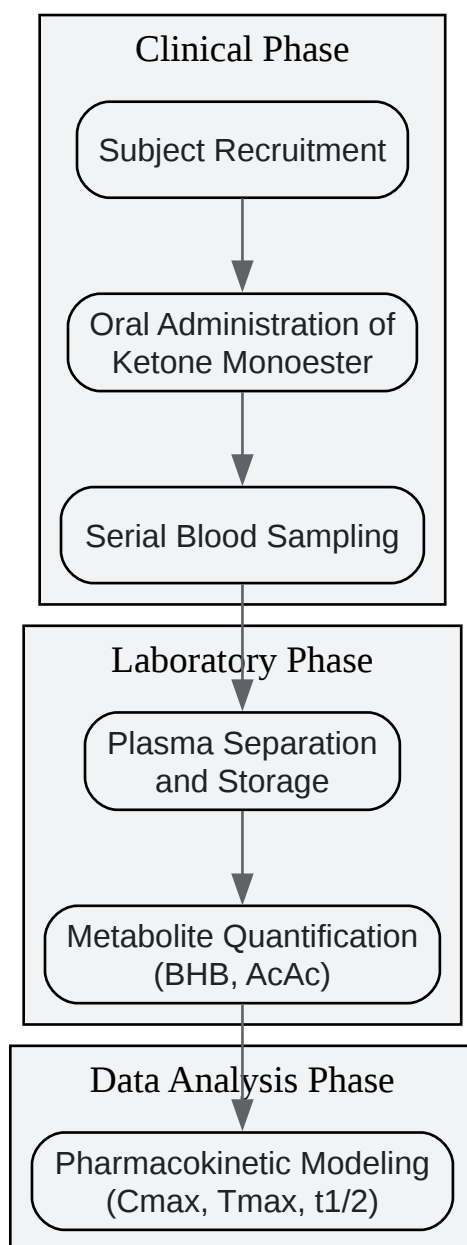 Clinical Phase
Subject Recruitment
Oral Administration of
Ketone Monoester
Serial Blood Sampling
Laboratory Phase
Plasma Separation
and Storage
Metabolite Quantification
(BHB, AcAc)
Data Analysis Phase
Pharmacokinetic Modeling
(Cmax, Tmax, t1/2)